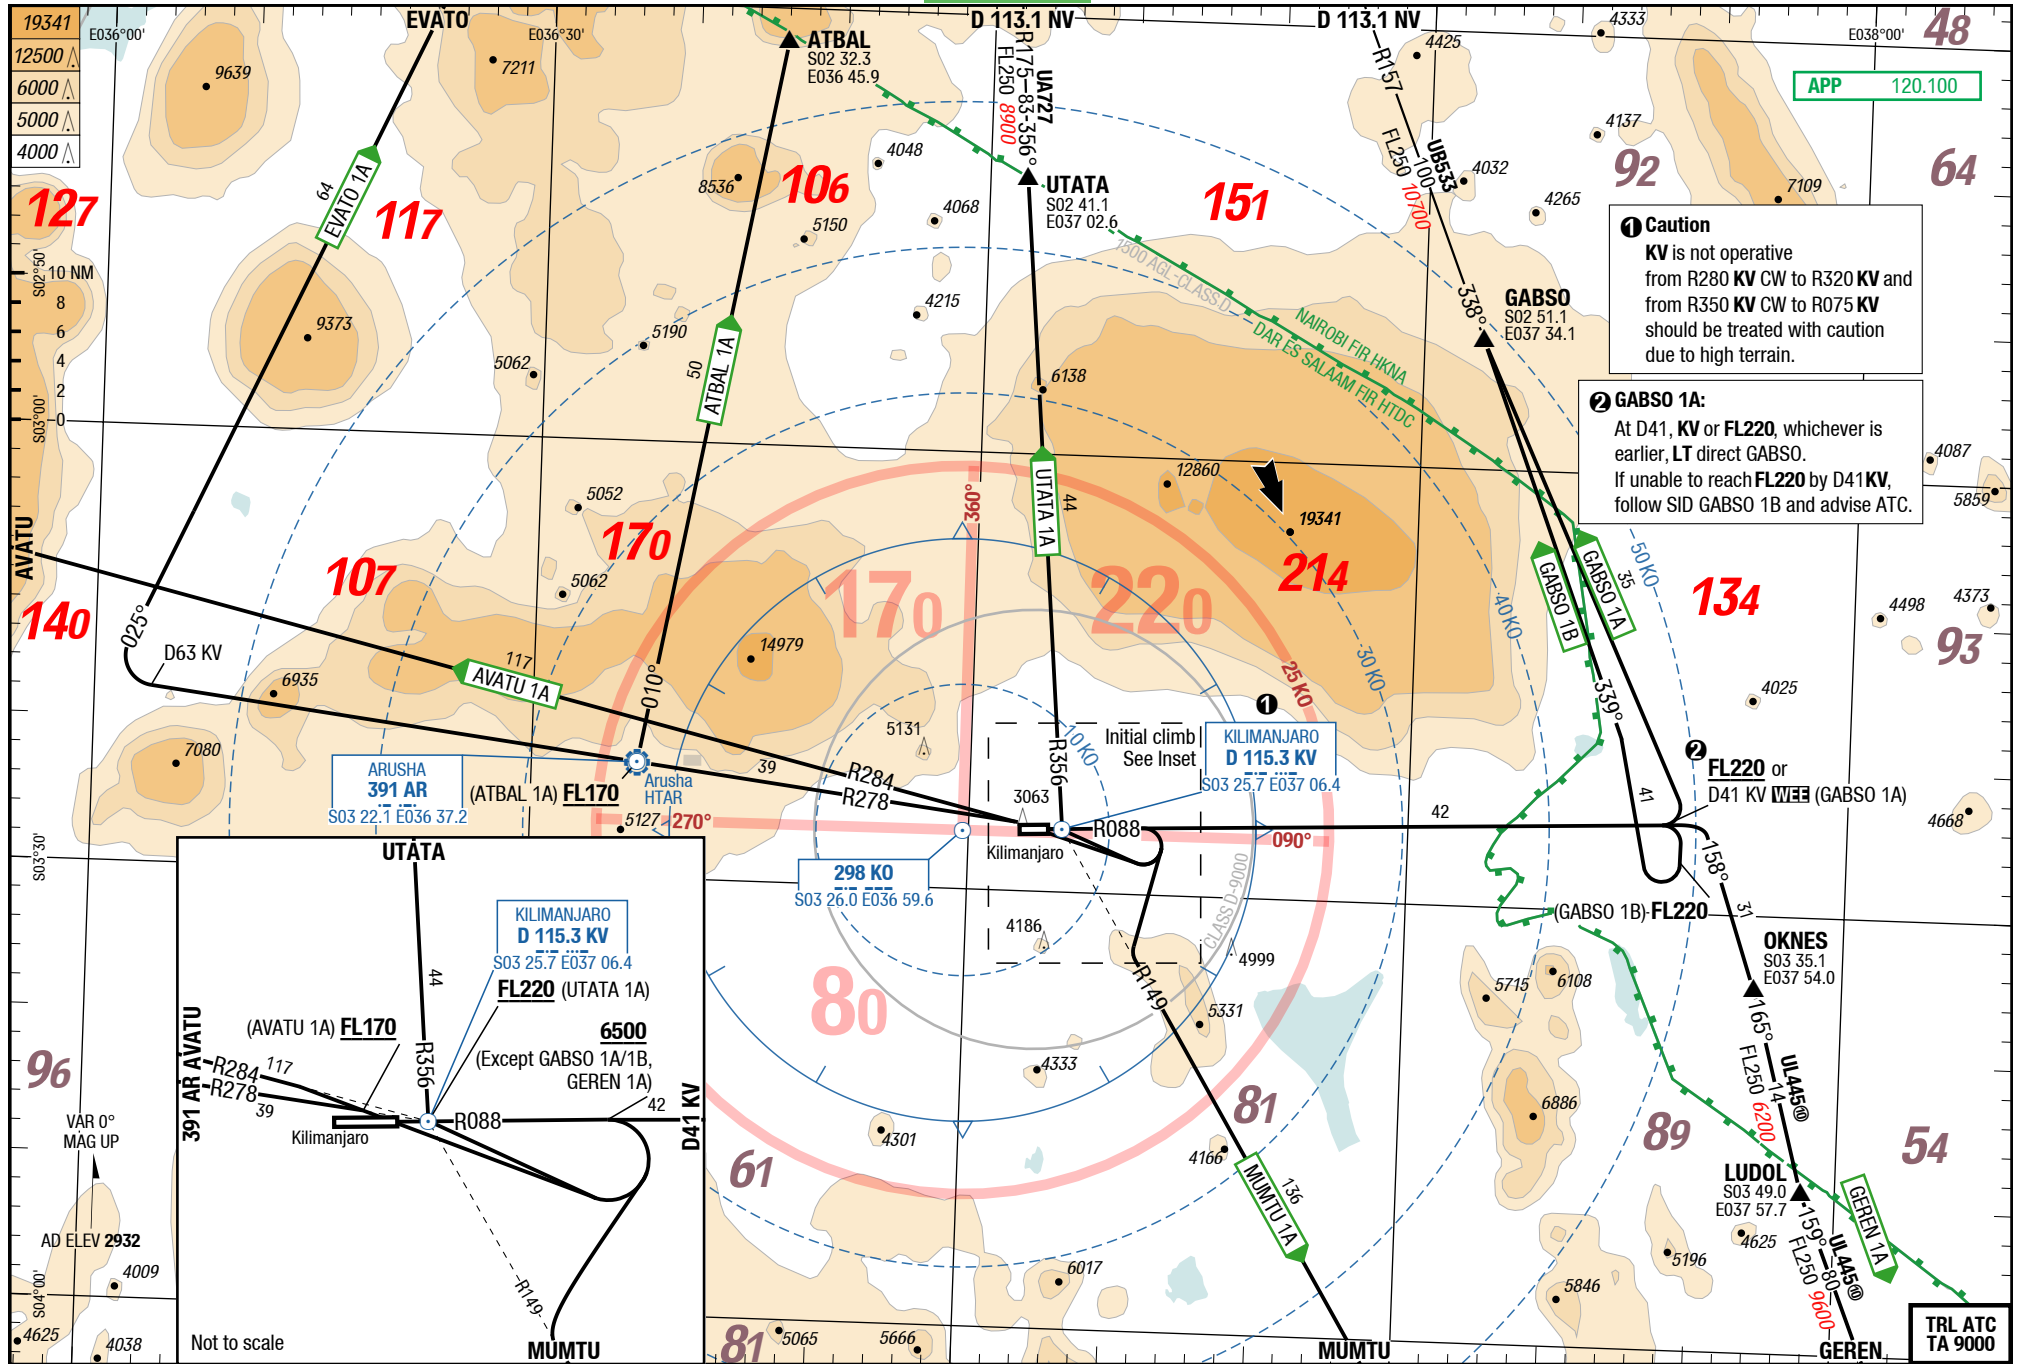 19341
12500
6000
5000
4000
E036°00'
EVATO
E036°30'
ATBAL
S02 32.3
E036 45.9
D 113.1 NV
D 113.1 NV
E038°00'
48
APP 120.100
9639
7211
4333
4425
R175–83-356°
FL250 8900
UA727
R157
100
FL250 10700
UB533
4137
92
64
7109
4048
8536
106
5150
4068
UTATA
S02 41.1
E037 02.6
151
4032
4265
127
117
64
EVATO 1A
1500 AGL-CLASS D
NAIROBI FIR HKNA
DAR ES SALAAM FIR HTDC
338°
GABSO
S02 51.1
E037 34.1
❶ Caution
KV is not operative
from R280 KV CW to R320 KV and
from R350 KV CW to R075 KV
should be treated with caution
due to high terrain.
❷ GABSO 1A:
At D41, KV or FL220, whichever is
earlier, LT direct GABSO.
If unable to reach FL220 by D41KV,
follow SID GABSO 1B and advise ATC.
S02°50'
10 NM
8
6
4
2
0
S03°00'
9373
5190
4215
5062
50
ATBAL 1A
6138
12860
19341
214
4087
5859
5052
170
360°
UTATA 1A
44
AVATU
107
5062
170
220
GABSO 1B
GABSO 1A
35
50 KO
40 KO
30 KO
25 KO
10 KO
134
4498
4373
93
140
025°
D63 KV
6935
117
AVATU 1A
010°
14979
339°
4025
7080
5131
❶
Initial climb
See Inset
KILIMANJARO
D 115.3 KV
S03 25.7 E037 06.4
❷
FL220 or
D41 KV WEE (GABSO 1A)
ARUSHA
391 AR
S03 22.1 E036 37.2
(ATBAL 1A) FL170
Arusha
HTAR
39
R284
R278
R356
3063
5127
270°
R088
090°
42
41
4668
Kilimanjaro
298 KO
S03 26.0 E036 59.6
CLASS D-9000
158°
31
(GABSO 1B)-FL220
S03°30'
4186
4999
R149
OKNES
S03 35.1
E037 54.0
80
5331
5715
6108
165°
14
FL250 6200
UL445⑩
4333
96
81
6886
89
54
VAR 0°
MAG UP
4301
61
4166
MUMTU 1A
136
LUDOL
S03 49.0
E037 57.7
GEREN 1A
AD ELEV 2932
4009
159°
80
FL250 9600
UL445⑩
4625
5196
5846
6017
S04°00'
4625
4038
81
5065
5666
MUMTU
GEREN
TRL ATC
TA 9000
UTATA
KILIMANJARO
D 115.3 KV
S03 25.7 E037 06.4
44
FL220 (UTATA 1A)
(AVATU 1A) FL170
R356
6500
(Except GABSO 1A/1B,
GEREN 1A)
391 AR AVATU
R284
117
R278
39
R088
42
D41 KV
Kilimanjaro
R149
Not to scale
MUMTU